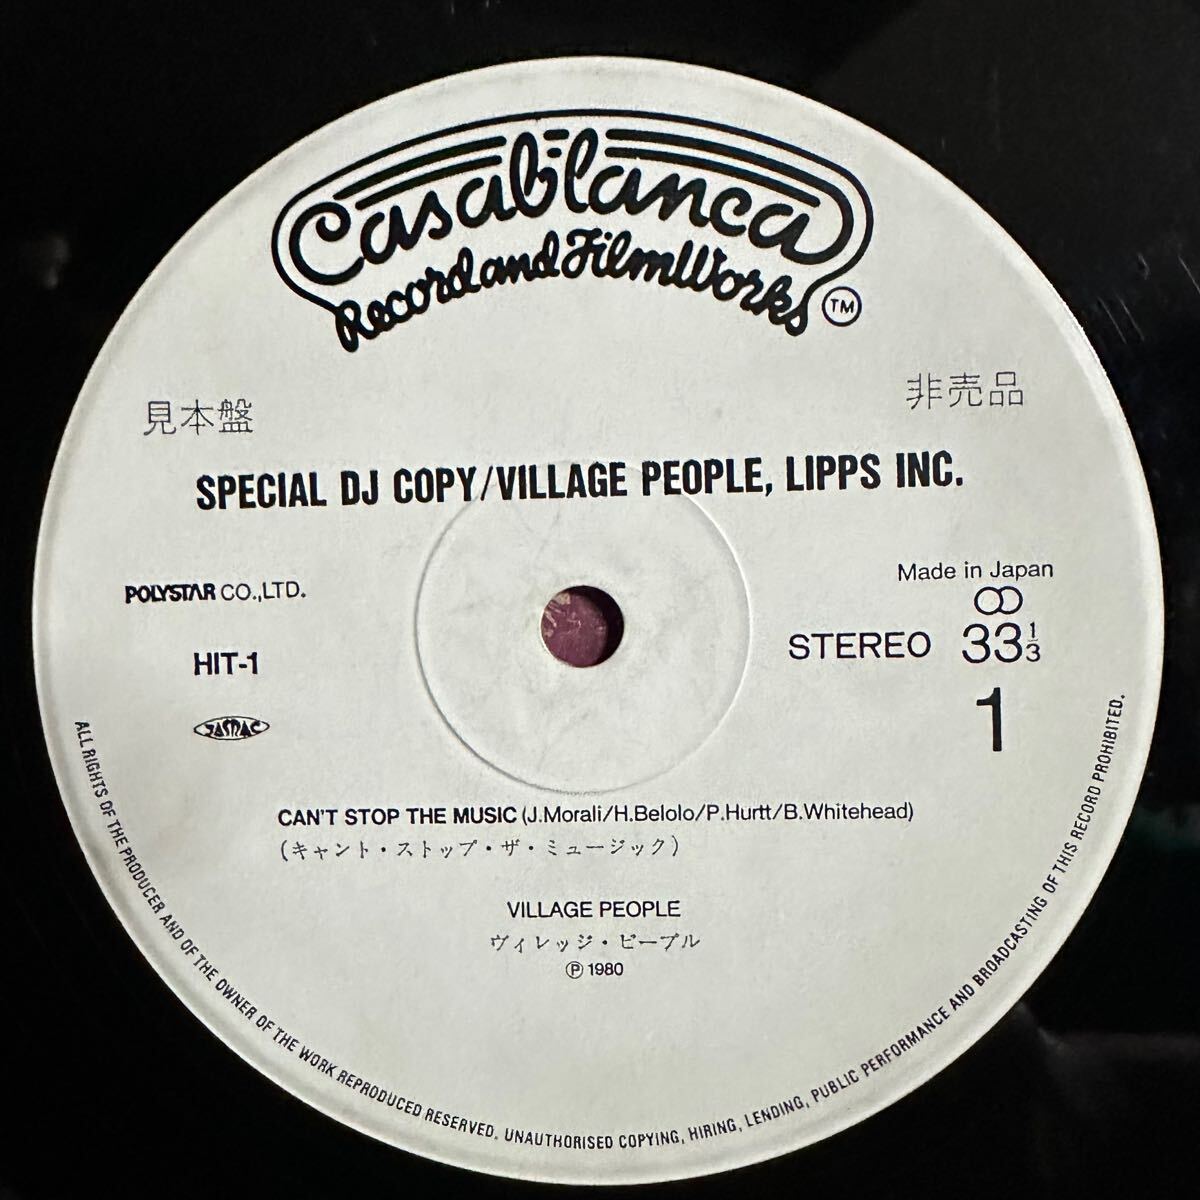 Casablanca
Record and FilmWorks
TM
見本盤
非売品
SPECIAL DJ COPY/VILLAGE PEOPLE, LIPPS INC.
POLYSTAR CO.,LTD.
Made in Japan
STEREO 33 1/3
HIT-1
1
JASRAC
CAN'T STOP THE MUSIC (J.Morali/H.Belolo/P.Hurtt/B.Whitehead)
(キャント・ストップ・ザ・ミュージック)
VILLAGE PEOPLE
ヴィレッジ・ピープル
Ⓟ 1980
ALL RIGHTS OF THE PRODUCER AND OF THE OWNER OF THE WORK REPRODUCED RESERVED. UNAUTHORISED COPYING, HIRING, LENDING, PUBLIC PERFORMANCE AND BROADCASTING OF THIS RECORD PROHIBITED.